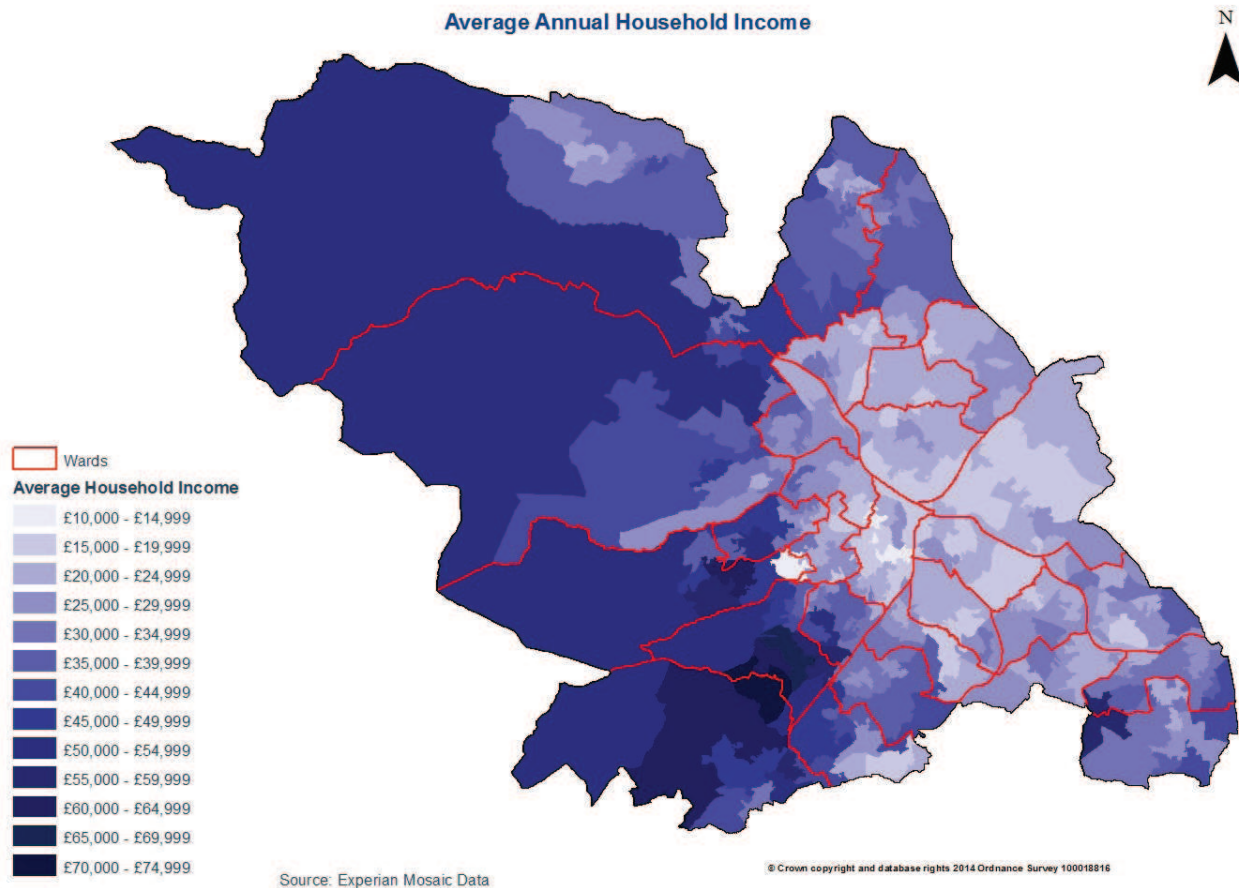 Average Annual Household Income
N
Wards
Average Household Income
£10,000 - £14,999
£15,000 - £19,999
£20,000 - £24,999
£25,000 - £29,999
£30,000 - £34,999
£35,000 - £39,999
£40,000 - £44,999
£45,000 - £49,999
£50,000 - £54,999
£55,000 - £59,999
£60,000 - £64,999
£65,000 - £69,999
£70,000 - £74,999
Source: Experian Mosaic Data
© Crown copyright and database rights 2014 Ordnance Survey 100018816